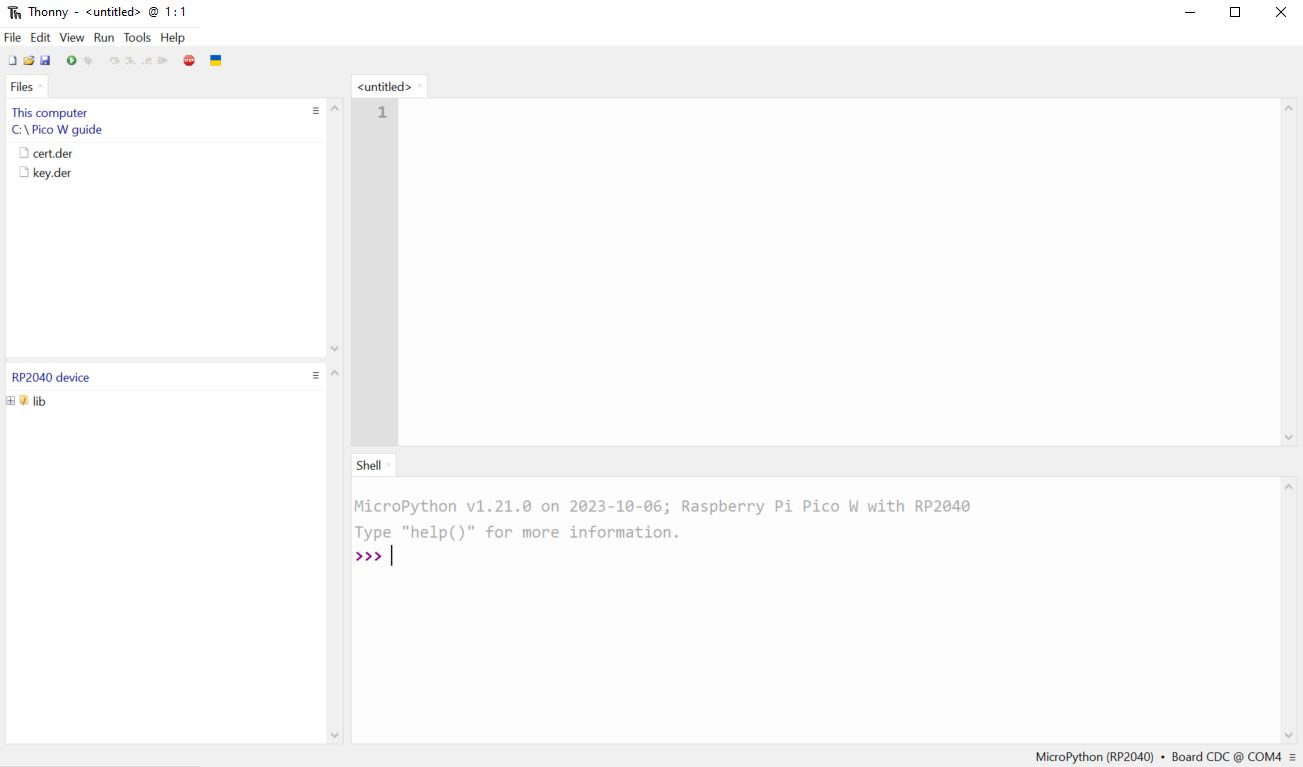 Thonny - <untitled> @ 1:1
File Edit View Run Tools Help
Files
This computer
C:\Pico W guide
cert.der
key.der
RP2040 device
lib
<untitled>
1
Shell
MicroPython v1.21.0 on 2023-10-06; Raspberry Pi Pico W with RP2040
Type "help()" for more information.
>>>
MicroPython (RP2040) • Board CDC @ COM4